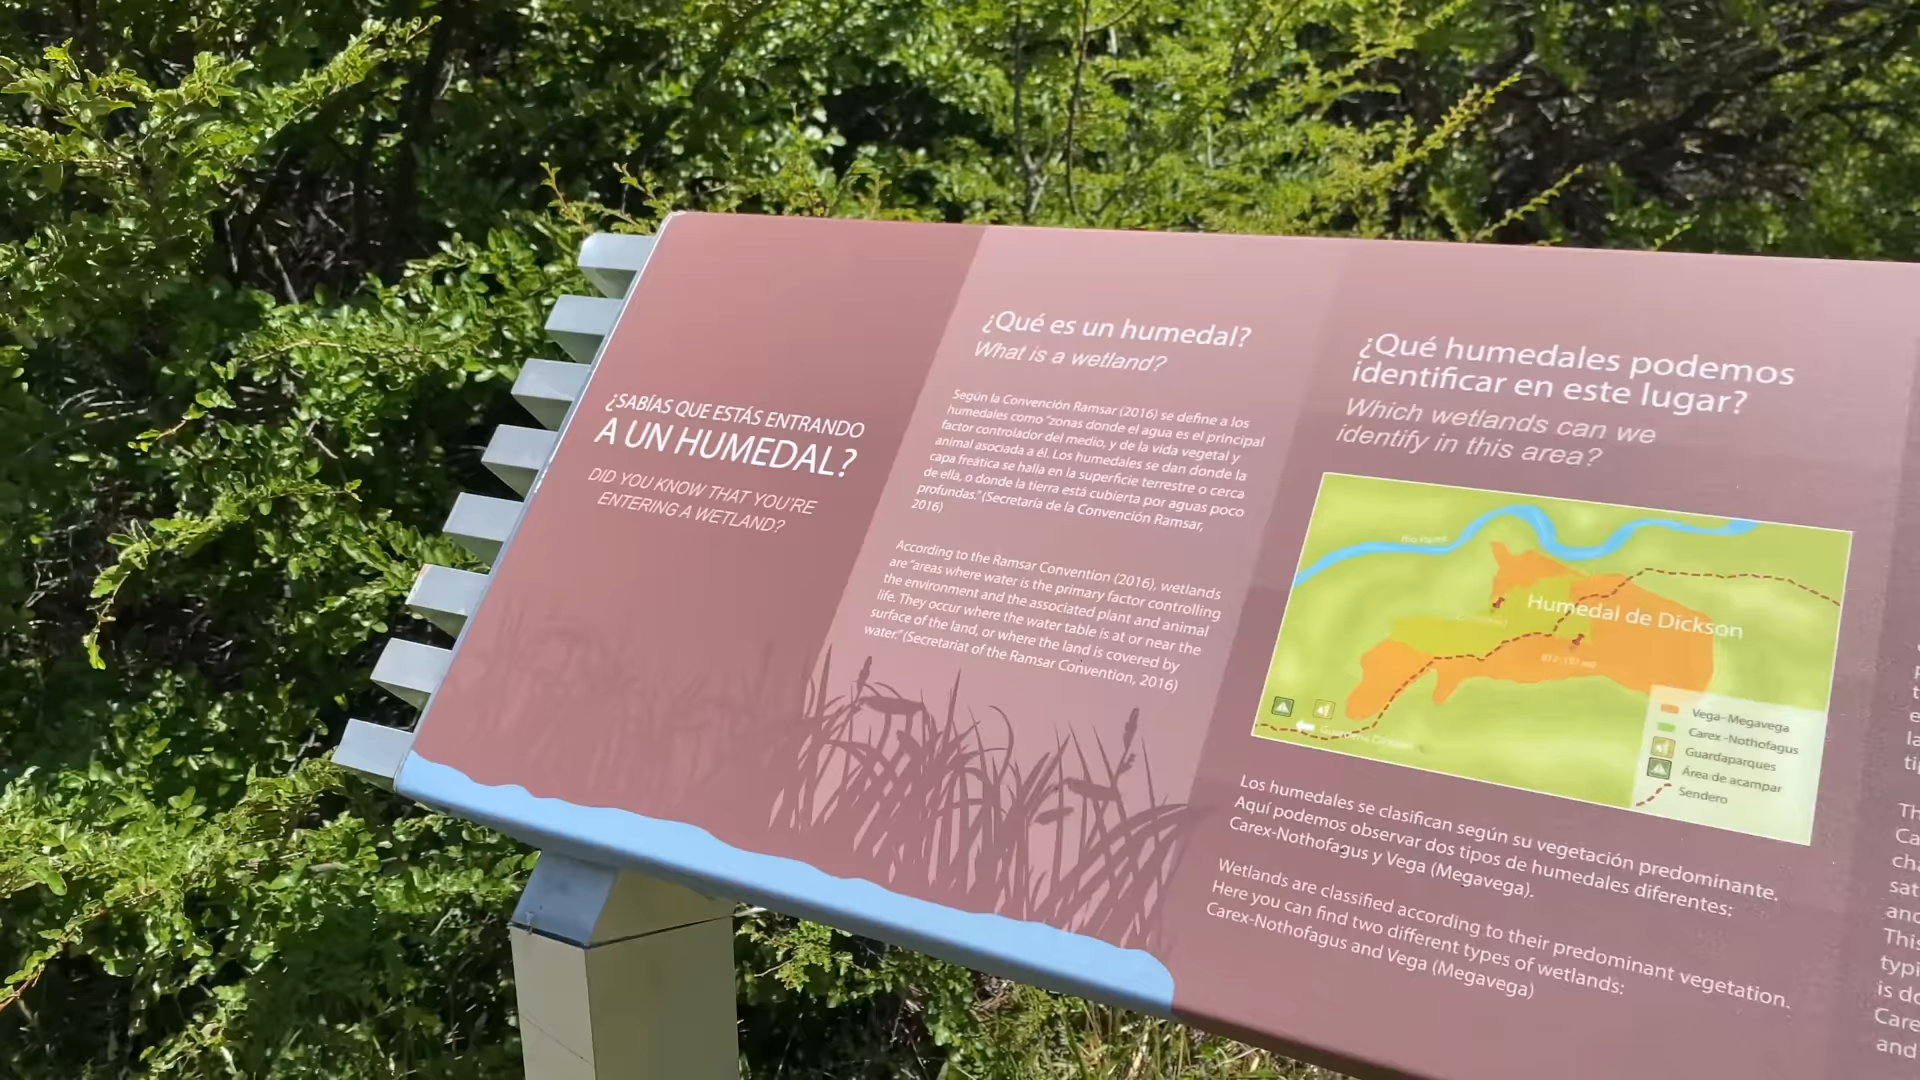 ¿SABÍAS QUE ESTÁS ENTRANDO
A UN HUMEDAL?
DID YOU KNOW THAT YOU'RE
ENTERING A WETLAND?
¿Qué es un humedal?
What is a wetland?
Según la Convención Ramsar (2016) se define a los
humedales como "zonas donde el agua es el principal
factor controlador del medio, y de la vida vegetal y
animal asociada a él. Los humedales se dan donde la
capa freática se halla en la superficie terrestre o cerca
de ella, o donde la tierra está cubierta por aguas poco
profundas." (Secretaría de la Convención Ramsar,
2016)
According to the Ramsar Convention (2016), wetlands
are "areas where water is the primary factor controlling
the environment and the associated plant and animal
life. They occur where the water table is at or near the
surface of the land, or where the land is covered by
water." (Secretariat of the Ramsar Convention, 2016)
¿Qué humedales podemos
identificar en este lugar?
Which wetlands can we
identify in this area?
Río Paine
Humedal de Dickson
Vega-Megavega
Carex-Nothofagus
Guardaparques
Área de acampar
Sendero
Los humedales se clasifican según su vegetación predominante.
Aquí podemos observar dos tipos de humedales diferentes:
Carex-Nothofagus y Vega (Megavega).
Wetlands are classified according to their predominant vegetation.
Here you can find two different types of wetlands:
Carex-Nothofagus and Vega (Megavega)